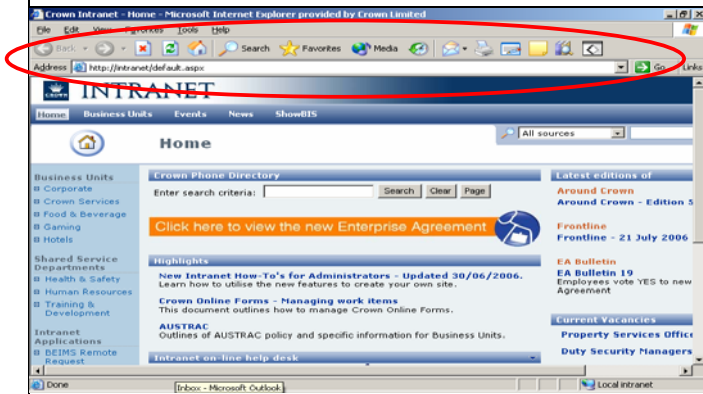 Crown Intranet - Home - Microsoft Internet Explorer provided by Crown Limited
File Edit View Favorites Tools Help
Back Search Favorites Media
Address http://intranet/default.aspx Go Links
CROWN INTRANET
Home Business Units Events News ShowBIS
Home
All sources
Business Units
Corporate
Crown Services
Food & Beverage
Gaming
Hotels
Shared Service
Departments
Health & Safety
Human Resources
Training &
Development
Intranet
Applications
BEIMS Remote
Request
Crown Phone Directory
Enter search criteria: Search Clear Page
Click here to view the new Enterprise Agreement
Highlights
New Intranet How-To's for Administrators - Updated 30/06/2006.
Learn how to utilise the new features to create your own site.
Crown Online Forms - Managing work items
This document outlines how to manage Crown Online Forms.
AUSTRAC
Outlines of AUSTRAC policy and specific information for Business Units.
Intranet on-line help desk
Latest editions of
Around Crown
Around Crown - Edition 5
Frontline
Frontline - 21 July 2006
EA Bulletin
EA Bulletin 19
Employees vote YES to new
Agreement
Current Vacancies
Property Services Office
Duty Security Managers
Done
Inbox - Microsoft Outlook
Local intranet